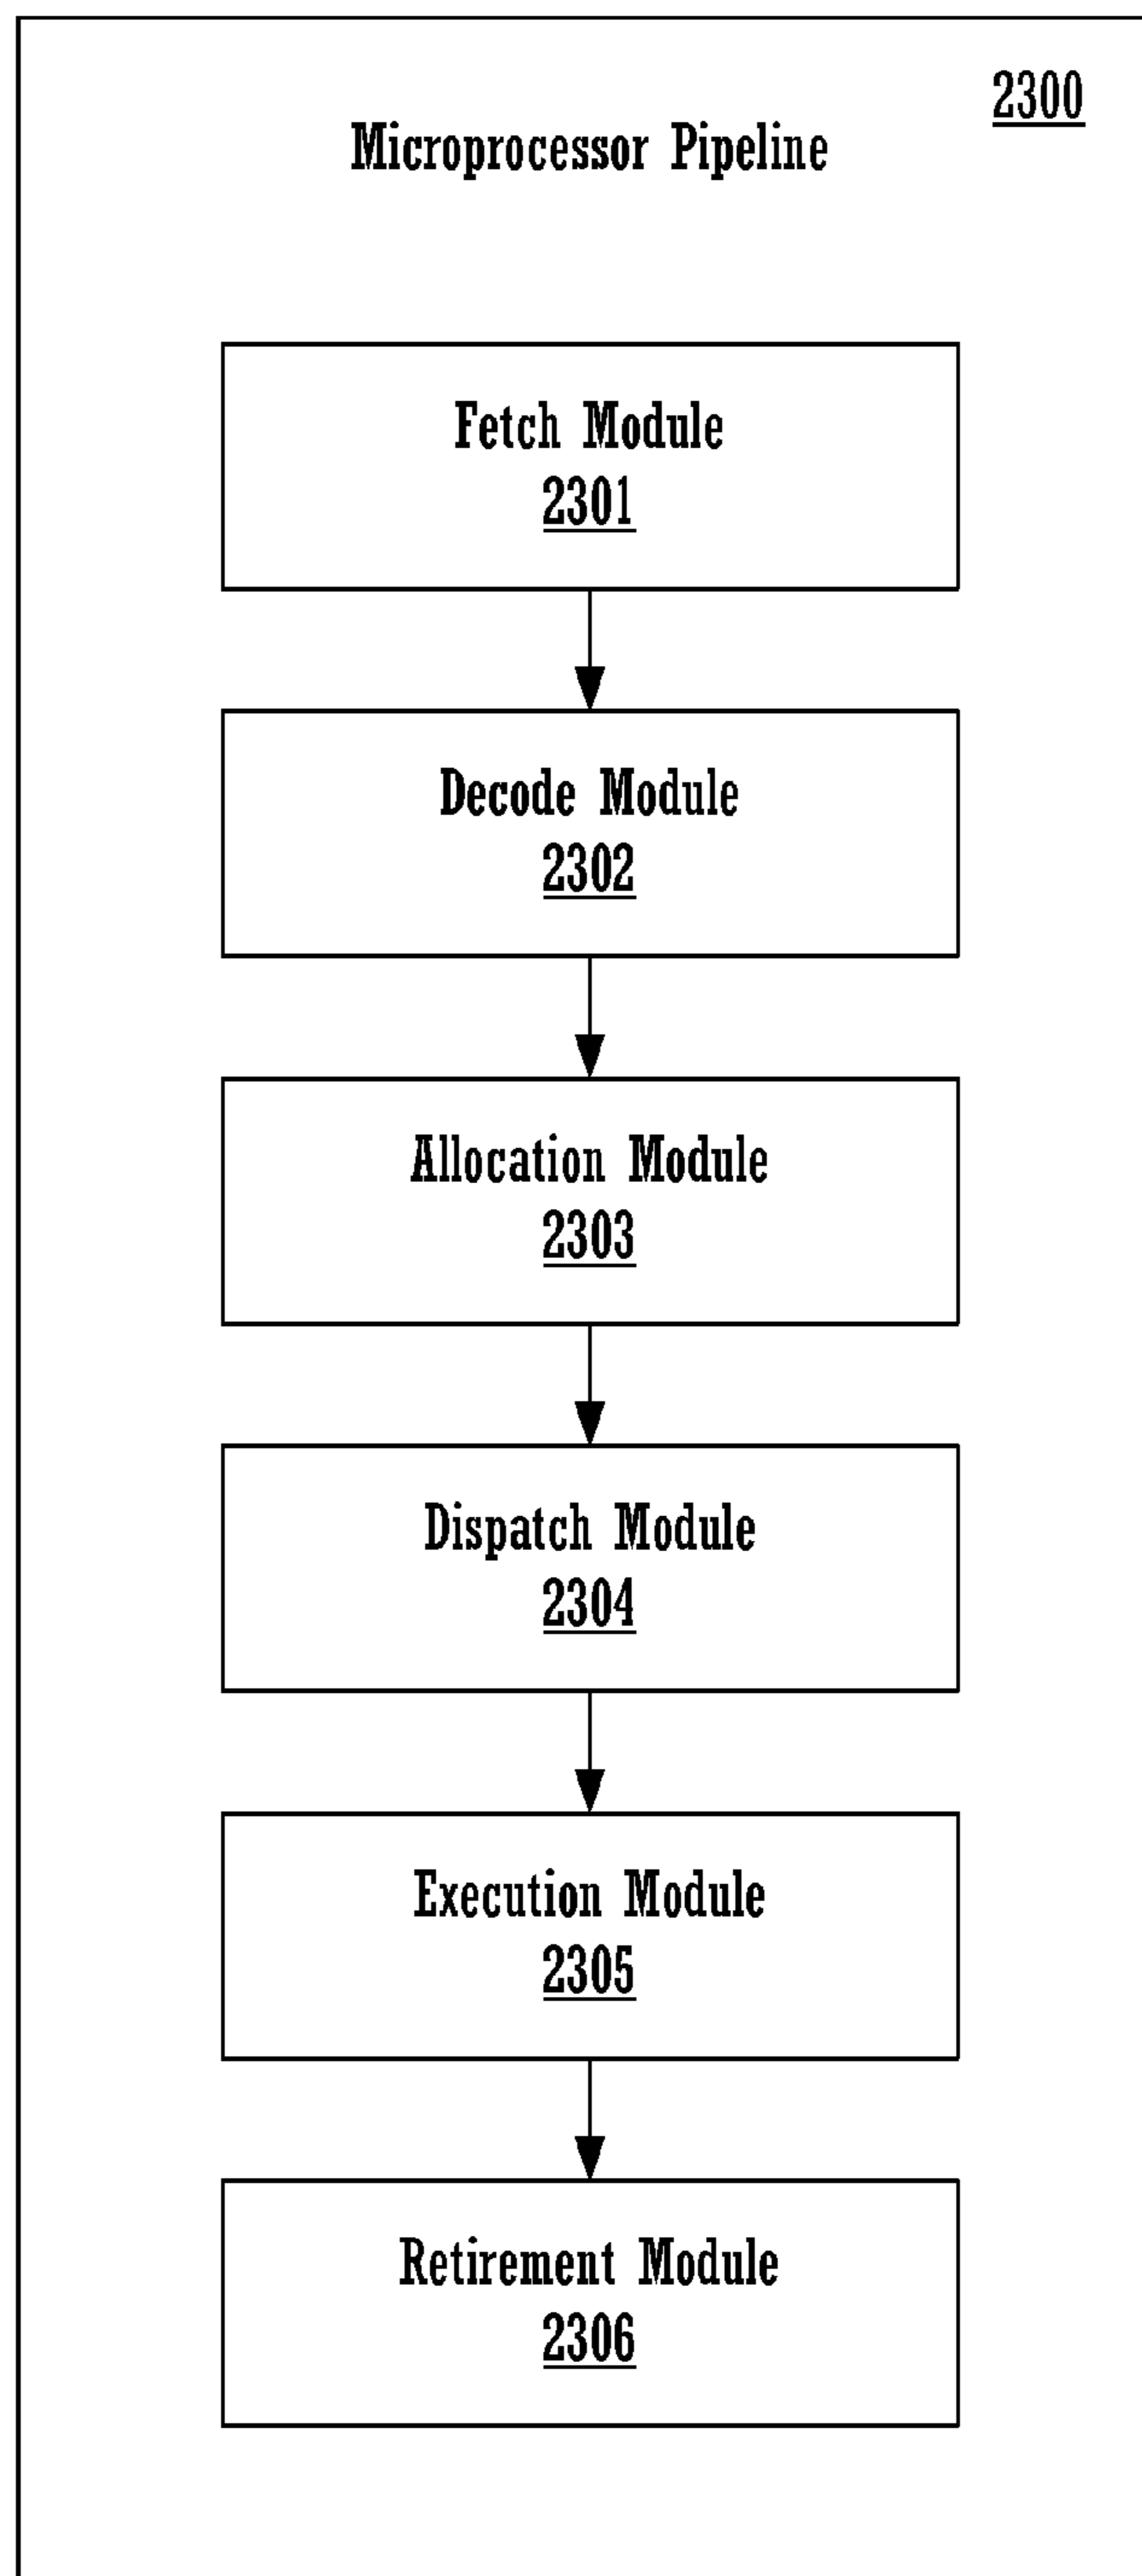 2300
Microprocessor Pipeline
Fetch Module
2301
Decode Module
2302
Allocation Module
2303
Dispatch Module
2304
Execution Module
2305
Retirement Module
2306